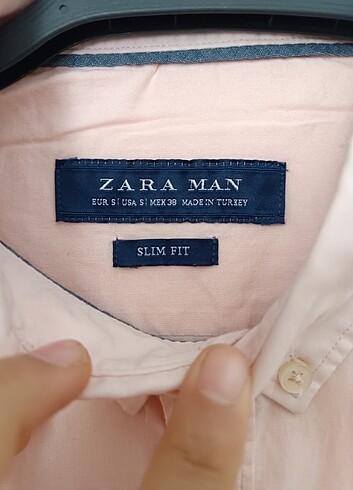 ZARA MAN
EUR S | USA S | MEX 38 MADE IN TURKEY
SLIM FIT